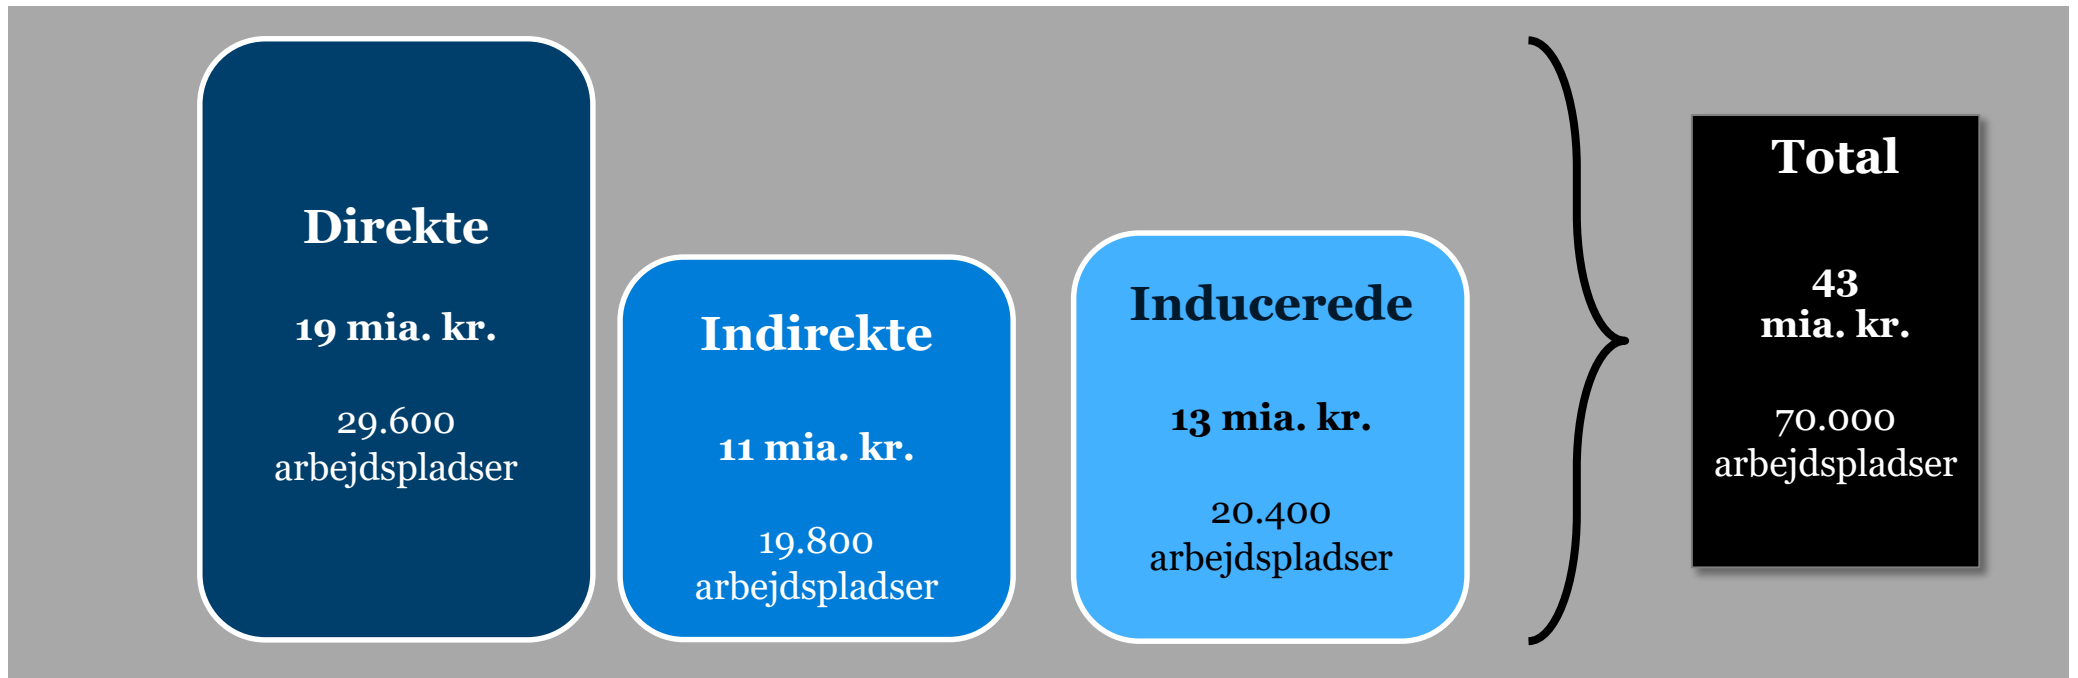 Direkte
19 mia. kr.
29.600
arbejdspladser
Indirekte
11 mia. kr.
19.800
arbejdspladser
Inducerede
13 mia. kr.
20.400
arbejdspladser
Total
43
mia. kr.
70.000
arbejdspladser